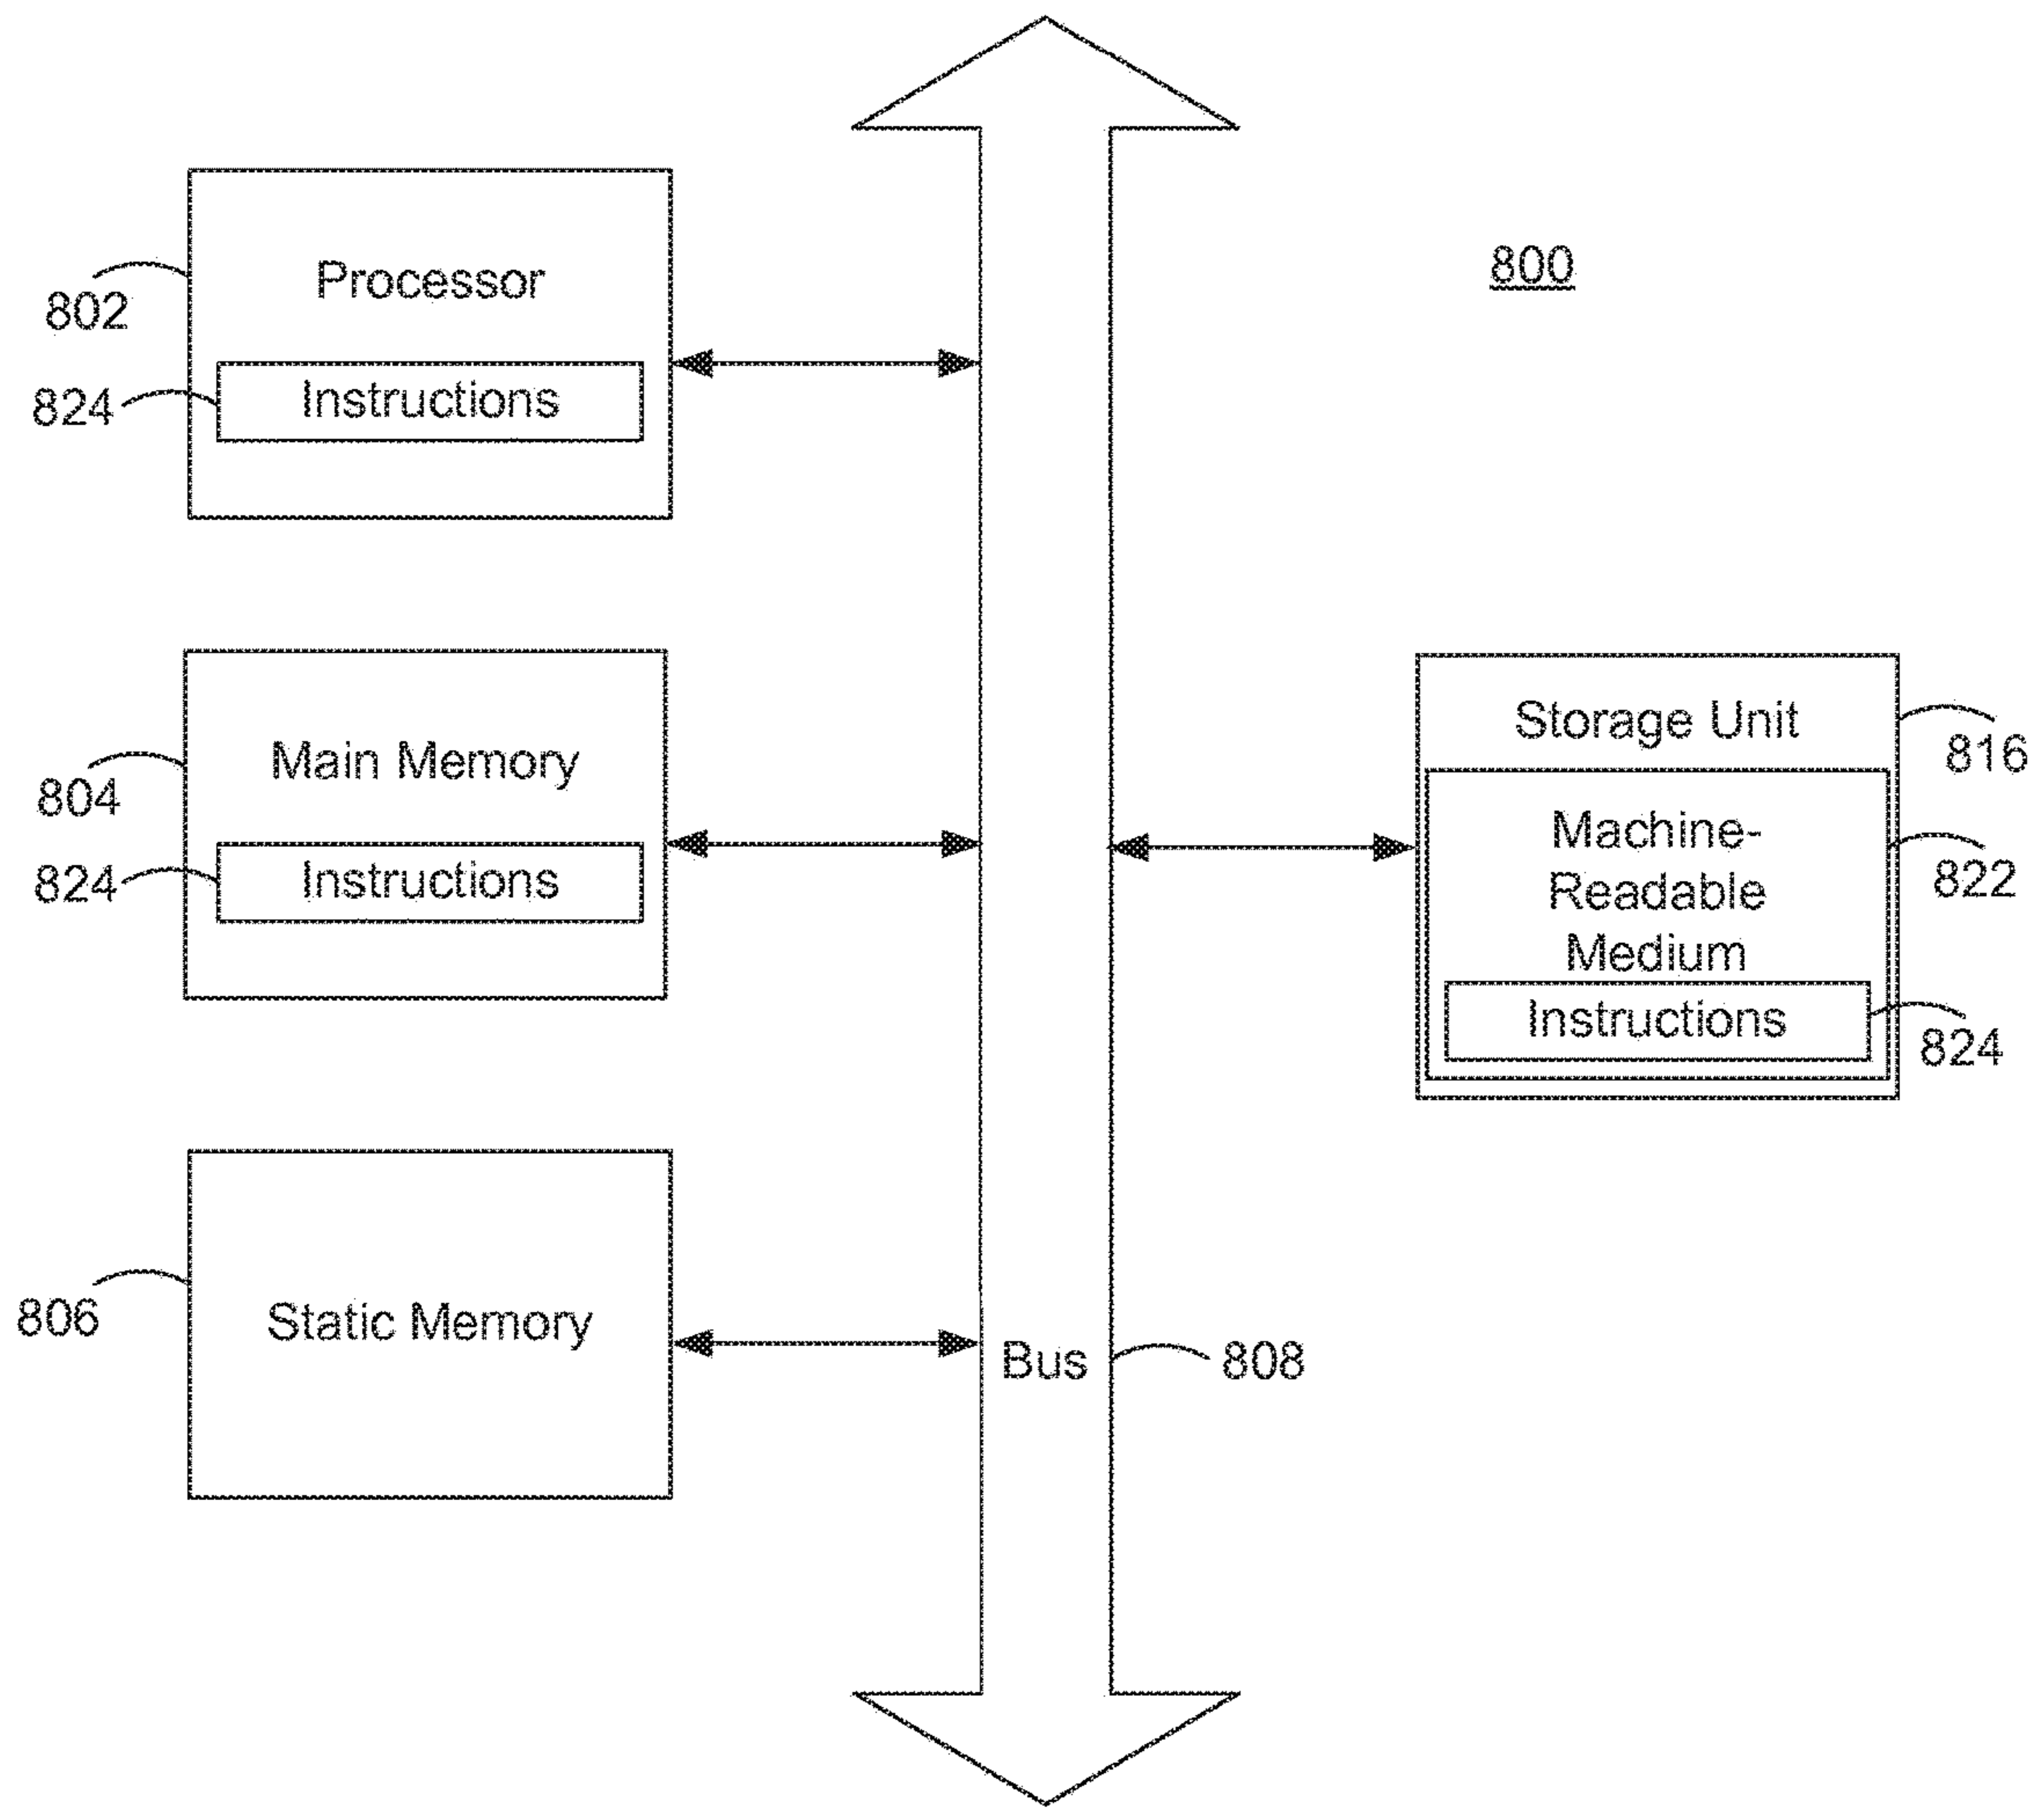 800
Processor
802
Instructions
824
Main Memory
804
Instructions
824
Static Memory
806
Bus
808
Storage Unit
816
Machine-
Readable
Medium
822
Instructions
824